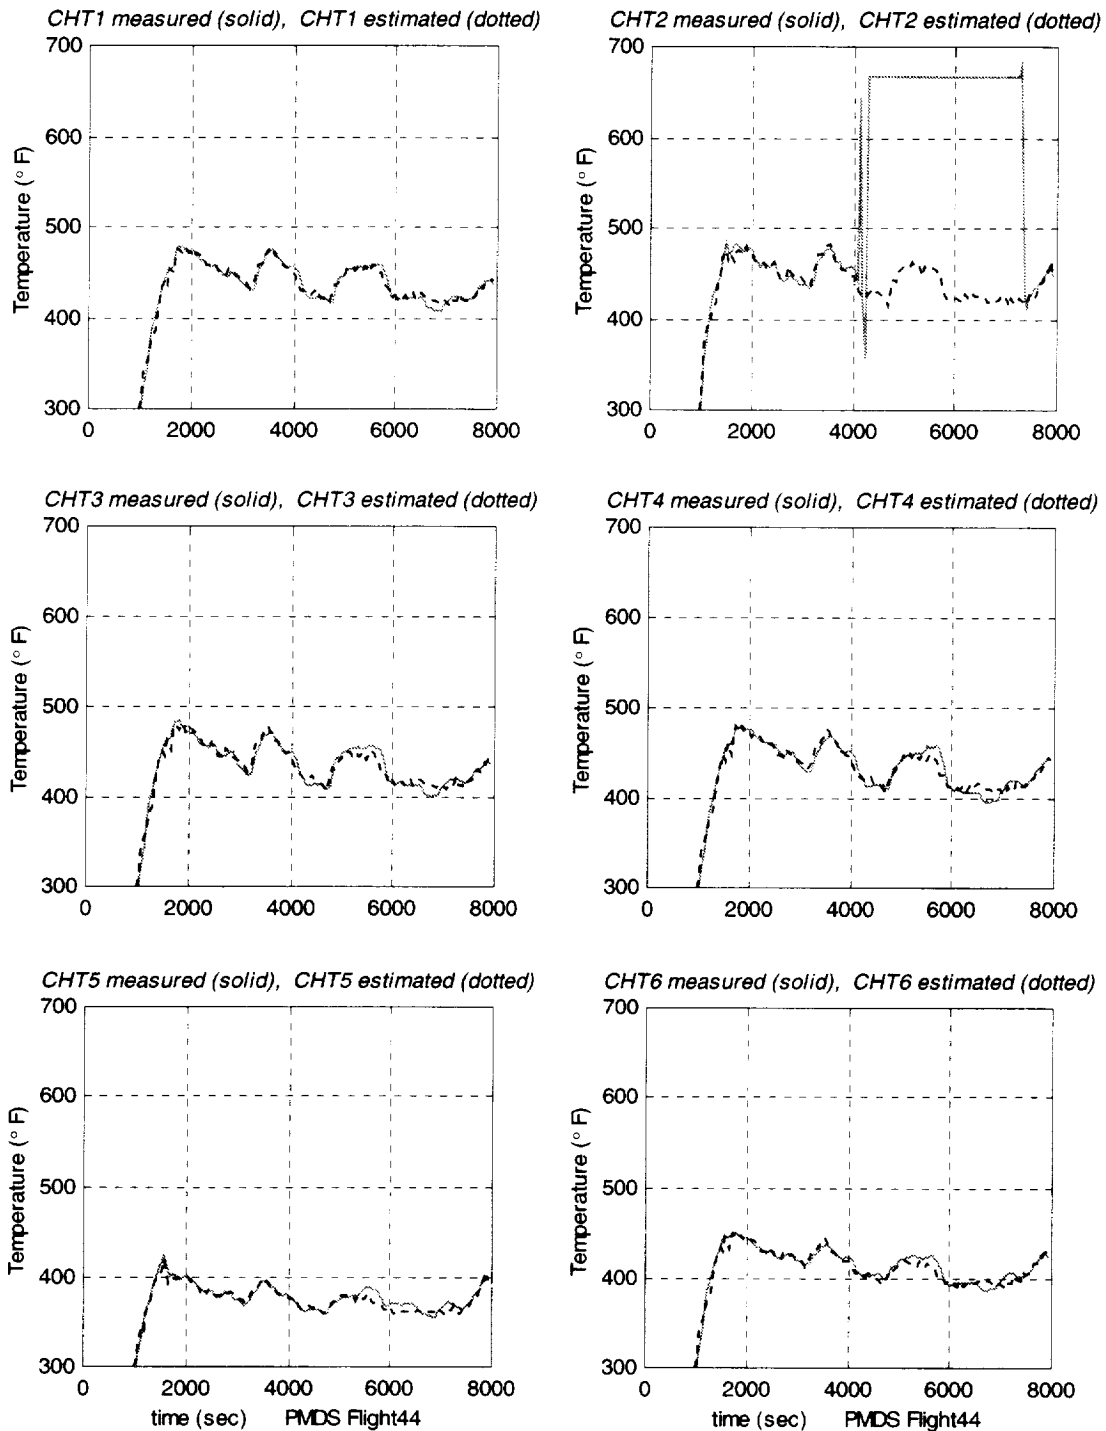 CHT1 measured (solid), CHT1 estimated (dotted)
700
600
500
400
300
Temperature (° F)
0 2000 4000 6000 8000
CHT2 measured (solid), CHT2 estimated (dotted)
700
600
500
400
300
Temperature (° F)
0 2000 4000 6000 8000
CHT3 measured (solid), CHT3 estimated (dotted)
700
600
500
400
300
Temperature (° F)
0 2000 4000 6000 8000
CHT4 measured (solid), CHT4 estimated (dotted)
700
600
500
400
300
Temperature (° F)
0 2000 4000 6000 8000
CHT5 measured (solid), CHT5 estimated (dotted)
700
600
500
400
300
Temperature (° F)
0 2000 4000 6000 8000
time (sec) PMDS Flight44
CHT6 measured (solid), CHT6 estimated (dotted)
700
600
500
400
300
Temperature (° F)
0 2000 4000 6000 8000
time (sec) PMDS Flight44